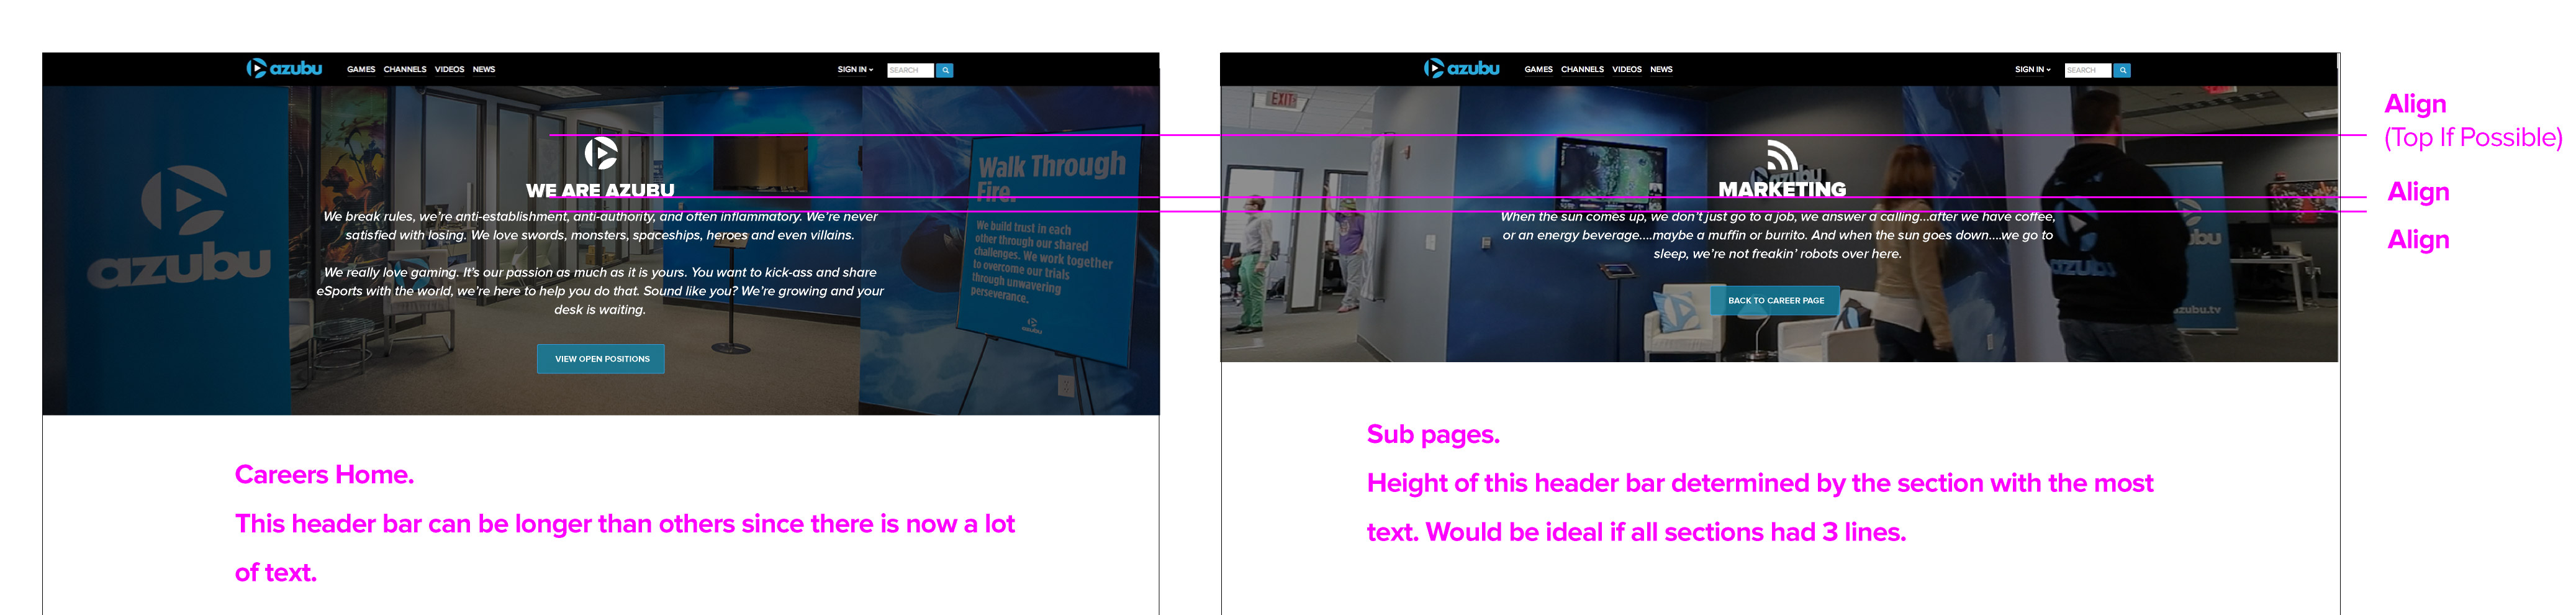 azubu GAMES CHANNELS VIDEOS NEWS SIGN IN SEARCH
azubu
Walk Through
Fire.
We build trust in each
other through our shared
challenges. We work together
to overcome our trials
through unwavering
perseverance.
azubu
WE ARE AZUBU
We break rules, we’re anti-establishment, anti-authority, and often inflammatory. We’re never
satisfied with losing. We love swords, monsters, spaceships, heroes and even villains.
We really love gaming. It’s our passion as much as it is yours. You want to kick-ass and share
eSports with the world, we’re here to help you do that. Sound like you? We’re growing and your
desk is waiting.
VIEW OPEN POSITIONS
Careers Home.
This header bar can be longer than others since there is now a lot
of text.
azubu GAMES CHANNELS VIDEOS NEWS SIGN IN SEARCH
EXIT
MARKETING
When the sun comes up, we don’t just go to a job, we answer a calling...after we have coffee,
or an energy beverage....maybe a muffin or burrito. And when the sun goes down....we go to
sleep, we’re not freakin’ robots over here.
BACK TO CAREER PAGE
azubu
azubu.tv
Sub pages.
Height of this header bar determined by the section with the most
text. Would be ideal if all sections had 3 lines.
Align
(Top If Possible)
Align
Align